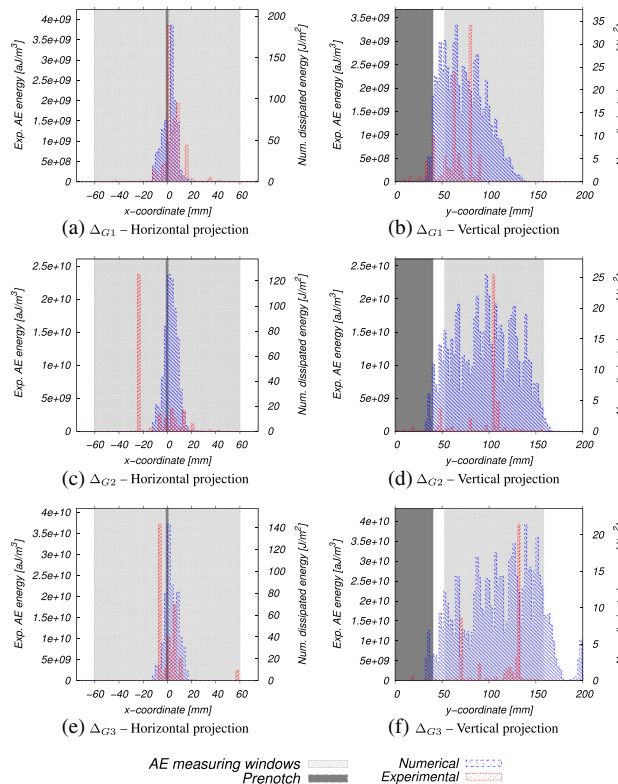 Exp. AE energy [aJ/m³]
4e+09
3.5e+09
3e+09
2.5e+09
2e+09
1.5e+09
1e+09
5e+08
0
−60 −40 −20 0 20 40 60
x−coordinate [mm]
200
150
100
50
0
Num. dissipated energy [J/m²]
(a) Δ_G1 – Horizontal projection
Exp. AE energy [aJ/m³]
4e+09
3.5e+09
3e+09
2.5e+09
2e+09
1.5e+09
1e+09
5e+08
0
0 50 100 150 200
y−coordinate [mm]
35
30
25
20
15
10
5
0
Num. dissipated
(b) Δ_G1 – Vertical projection
Exp. AE energy [aJ/m³]
2.5e+10
2e+10
1.5e+10
1e+10
5e+09
0
−60 −40 −20 0 20 40 60
x−coordinate [mm]
120
100
80
60
40
20
0
Num. dissipated energy [J/m²]
(c) Δ_G2 – Horizontal projection
Exp. AE energy [aJ/m³]
2.5e+10
2e+10
1.5e+10
1e+10
5e+09
0
0 50 100 150 200
y−coordinate [mm]
25
20
15
10
5
0
Num. dissipated
(d) Δ_G2 – Vertical projection
Exp. AE energy [aJ/m³]
4e+10
3.5e+10
3e+10
2.5e+10
2e+10
1.5e+10
1e+10
5e+09
0
−60 −40 −20 0 20 40 60
x−coordinate [mm]
140
120
100
80
60
40
20
0
Num. dissipated energy [J/m²]
(e) Δ_G3 – Horizontal projection
Exp. AE energy [aJ/m³]
4e+10
3.5e+10
3e+10
2.5e+10
2e+10
1.5e+10
1e+10
5e+09
0
0 50 100 150 200
y−coordinate [mm]
20
15
10
5
0
Num. dissipated
(f) Δ_G3 – Vertical projection
AE measuring windows
Prenotch
Numerical
Experimental